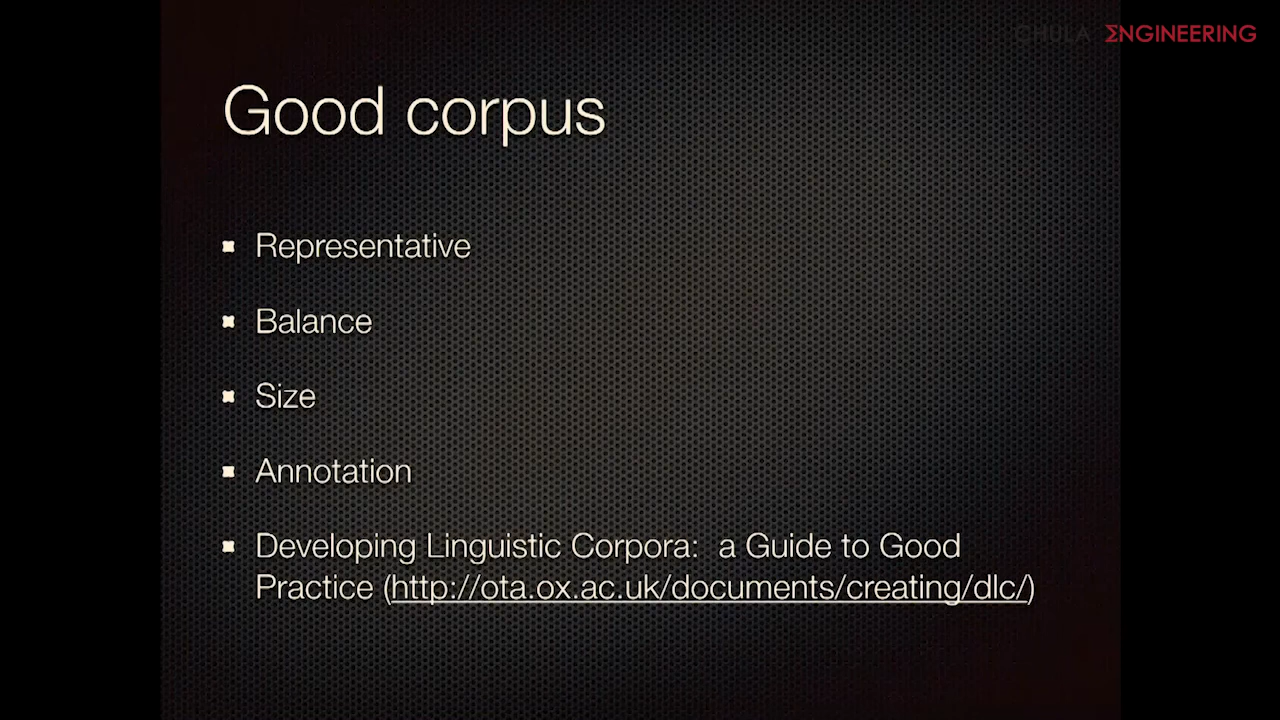 CHULA ΣNGINEERING
Good corpus
Representative
Balance
Size
Annotation
Developing Linguistic Corpora:  a Guide to Good
Practice (http://ota.ox.ac.uk/documents/creating/dlc/)